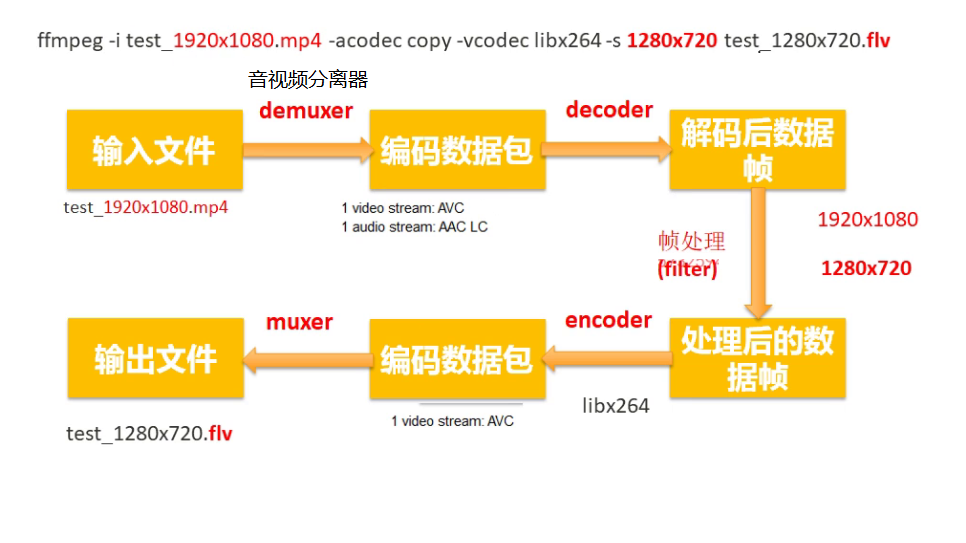 ffmpeg -i test_1920x1080.mp4 -acodec copy -vcodec libx264 -s 1280x720 test_1280x720.flv
音视频分离器
demuxer
decoder
输入文件
编码数据包
解码后数据
帧
test_1920x1080.mp4
1 video stream: AVC
1 audio stream: AAC LC
帧处理
(filter)
1920x1080
1280x720
muxer
encoder
输出文件
编码数据包
处理后的数
据帧
libx264
1 video stream: AVC
test_1280x720.flv